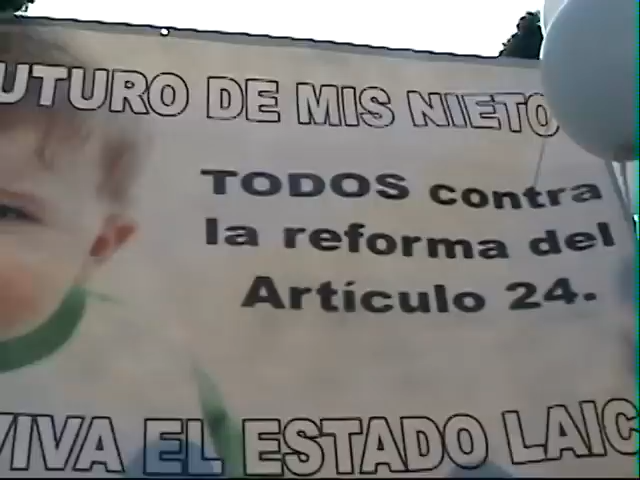 UTURO DE MIS NIETO
TODOS contra
la reforma del
Artículo 24.
VIVA EL ESTADO LAIC